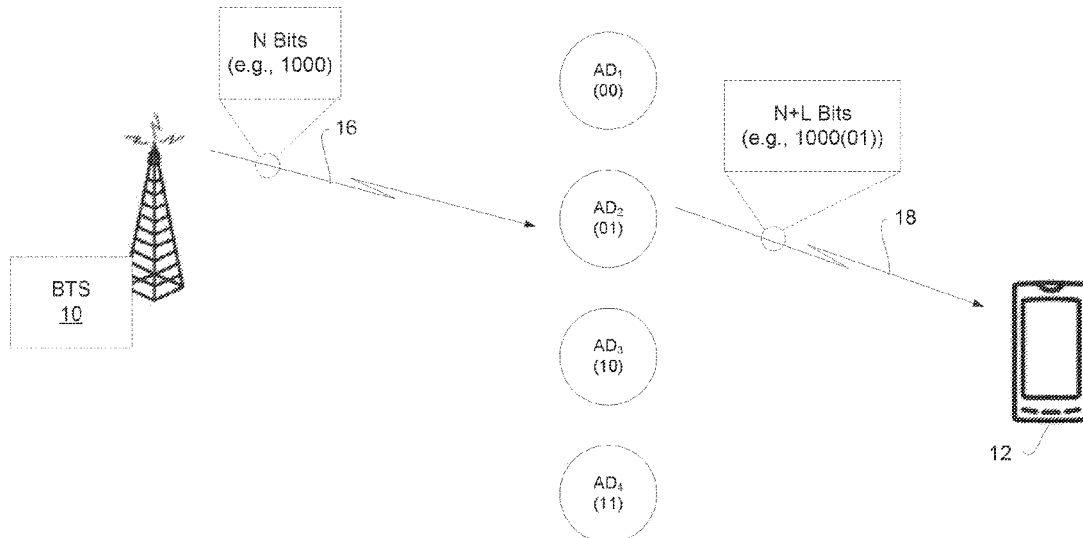 N Bits
(e.g., 1000)
16
AD₁
(00)
N+L Bits
(e.g., 1000(01))
AD₂
(01)
18
BTS
10
AD₃
(10)
12
AD₄
(11)